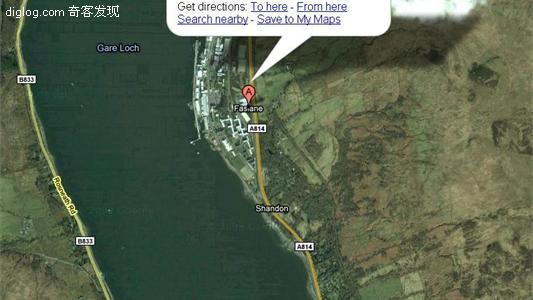 diglog.com 奇客发现
Get directions: To here - From here
Search nearby - Save to My Maps
Gare Loch
B833
A
Faslane
A814
Rosneath Rd
Shandon
B833
A814